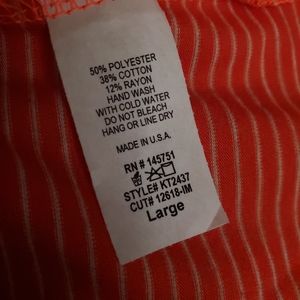 50% POLYESTER
38% COTTON
12% RAYON
HAND WASH
WITH COLD WATER
DO NOT BLEACH
HANG OR LINE DRY
MADE IN U.S.A.
RN # 145751
STYLE# KT2437
CUT# 12618-IM
Large